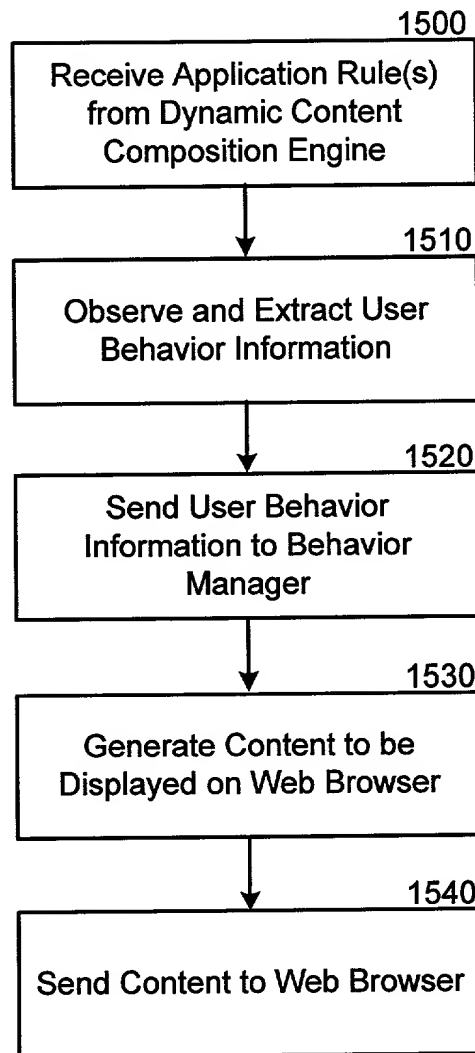 1500
Receive Application Rule(s)
from Dynamic Content
Composition Engine
1510
Observe and Extract User
Behavior Information
1520
Send User Behavior
Information to Behavior
Manager
1530
Generate Content to be
Displayed on Web Browser
1540
Send Content to Web Browser